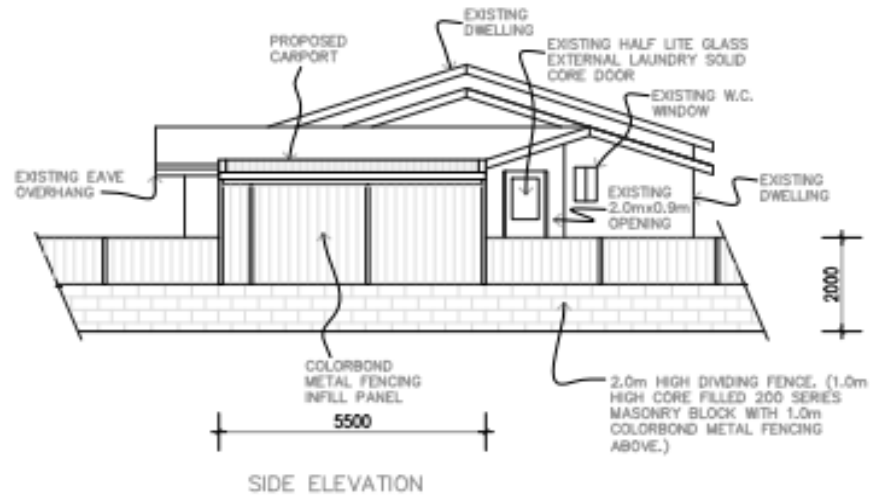 EXISTING
DWELLING
PROPOSED
CARPORT
EXISTING HALF LITE GLASS
EXTERNAL LAUNDRY SOLID
CORE DOOR
EXISTING W.C.
WINDOW
EXISTING EAVE
OVERHANG
EXISTING
2.0mx0.9m
OPENING
EXISTING
DWELLING
2000
COLORBOND
METAL FENCING
INFILL PANEL
2.0m HIGH DIVIDING FENCE. (1.0m
HIGH CORE FILLED 200 SERIES
MASONRY BLOCK WITH 1.0m
COLORBOND METAL FENCING
ABOVE.)
5500
SIDE ELEVATION